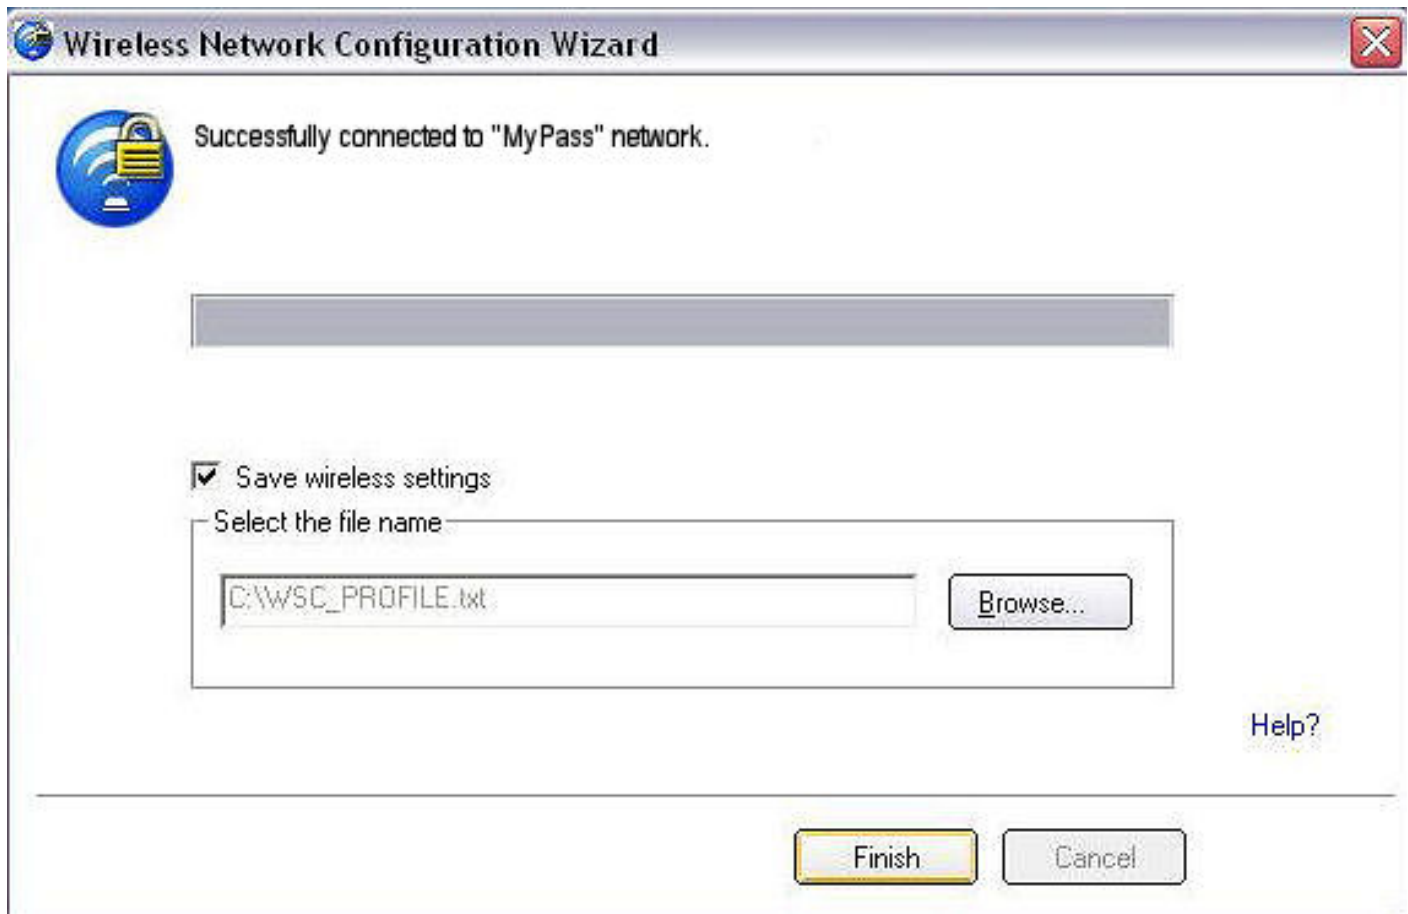 Wireless Network Configuration Wizard
Successfully connected to "MyPass" network.
Save wireless settings
Select the file name
C:\WSC_PROFILE.txt
Browse...
Help?
Finish
Cancel